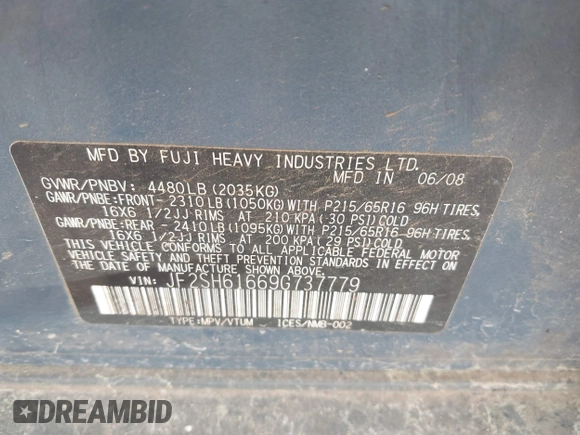 MFD BY FUJI HEAVY INDUSTRIES LTD.
MFD IN 06/08
GVWR/PNBV: 4480LB (2035KG)
GAWR/PNBE:FRONT- 2310LB (1050KG) WITH P215/65R16 96H TIRES,
16X6 1/2JJ RIMS AT 210 KPA (30 PSI) COLD
GAWR/PNBE:REAR - 2410LB (1095KG) WITH P215/65R16 96H TIRES,
16X6 1/2JJ RIMS AT 200 KPA (29 PSI) COLD
THIS VEHICLE CONFORMS TO ALL APPLICABLE FEDERAL MOTOR
VEHICLE SAFETY AND THEFT PREVENTION STANDARDS IN EFFECT
ON THE DATE OF MANUFACTURE SHOWN ABOVE.
VIN: JF2SH61669G737779
TYPE:MPV/VTUM ICES/NMB-002
DREAMBID